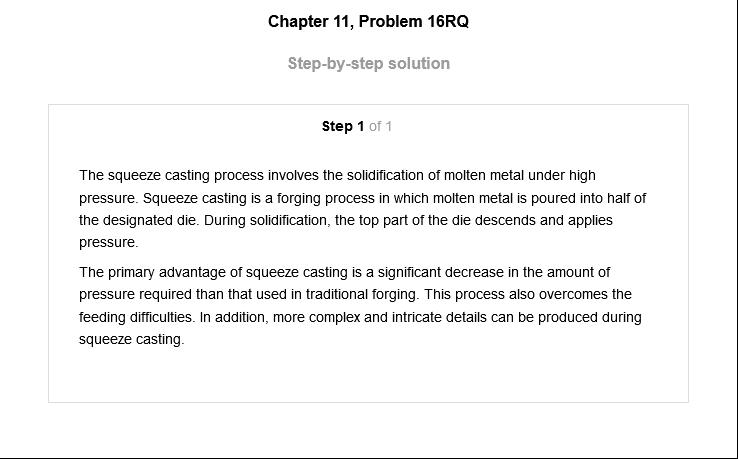 Chapter 11, Problem 16RQ
Step-by-step solution
Step 1 of 1
The squeeze casting process involves the solidification of molten metal under high
pressure. Squeeze casting is a forging process in which molten metal is poured into half of
the designated die. During solidification, the top part of the die descends and applies
pressure.
The primary advantage of squeeze casting is a significant decrease in the amount of
pressure required than that used in traditional forging. This process also overcomes the
feeding difficulties. In addition, more complex and intricate details can be produced during
squeeze casting.